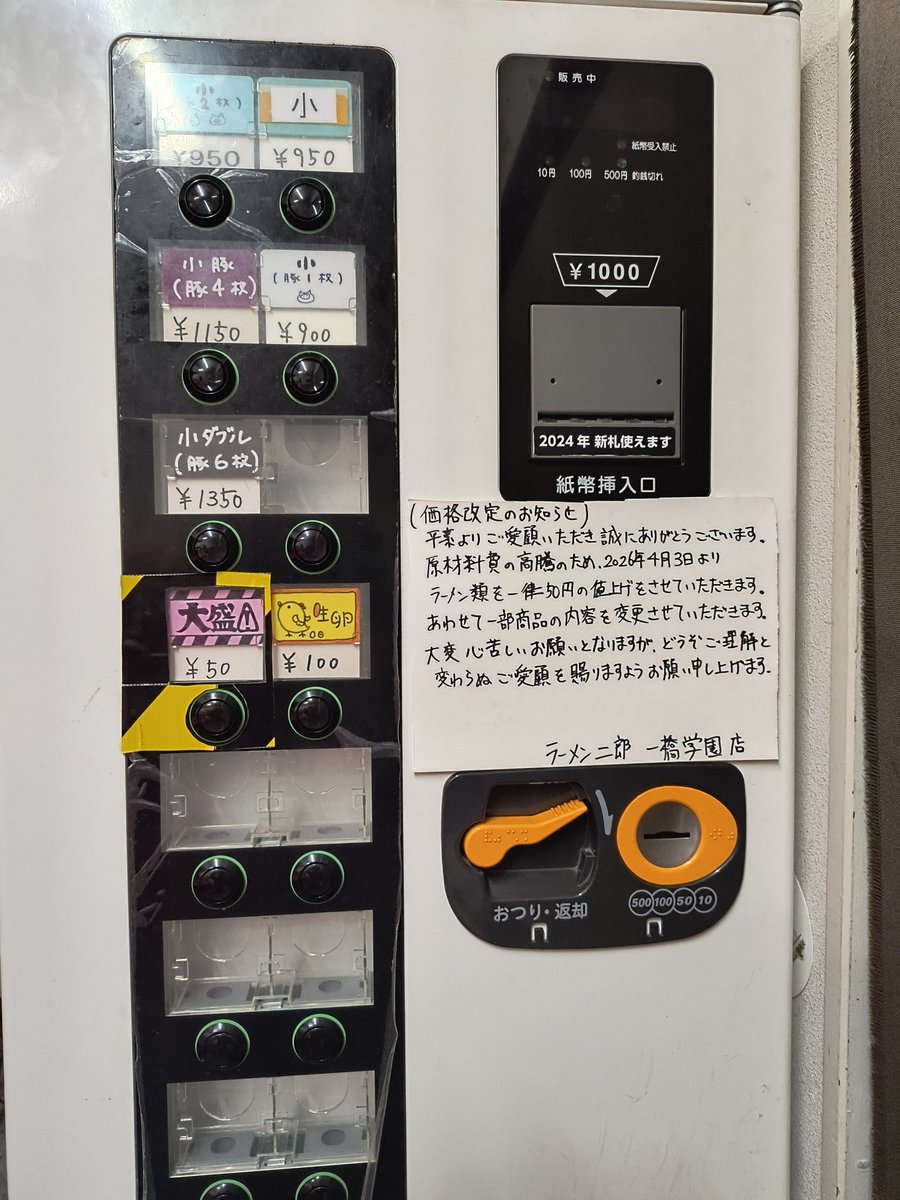 小
(豚2枚)
¥950
小
¥950
小豚
(豚4枚)
¥1150
小
(豚1枚)
¥900
小ダブル
(豚6枚)
¥1350
大盛
¥50
生卵
¥100
販売中
紙幣受入禁止
10円 100円 500円 釣銭切れ
¥1000
2024年 新札使えます
紙幣挿入口
(価格改定のお知らせ)
平素よりご愛顧いただき誠にありがとうございます。
原材料費の高騰のため、2026年4月3日より
ラーメン類を一律50円の値上げをさせていただきます。
あわせて一部商品の内容を変更させていただきます。
大変心苦しいお願いとなりますが、どうぞご理解と
変わらぬご愛顧を賜りますようお願い申し上げます。
ラーメン二郎 一橋学園店
おつり・返却
500 100 50 10